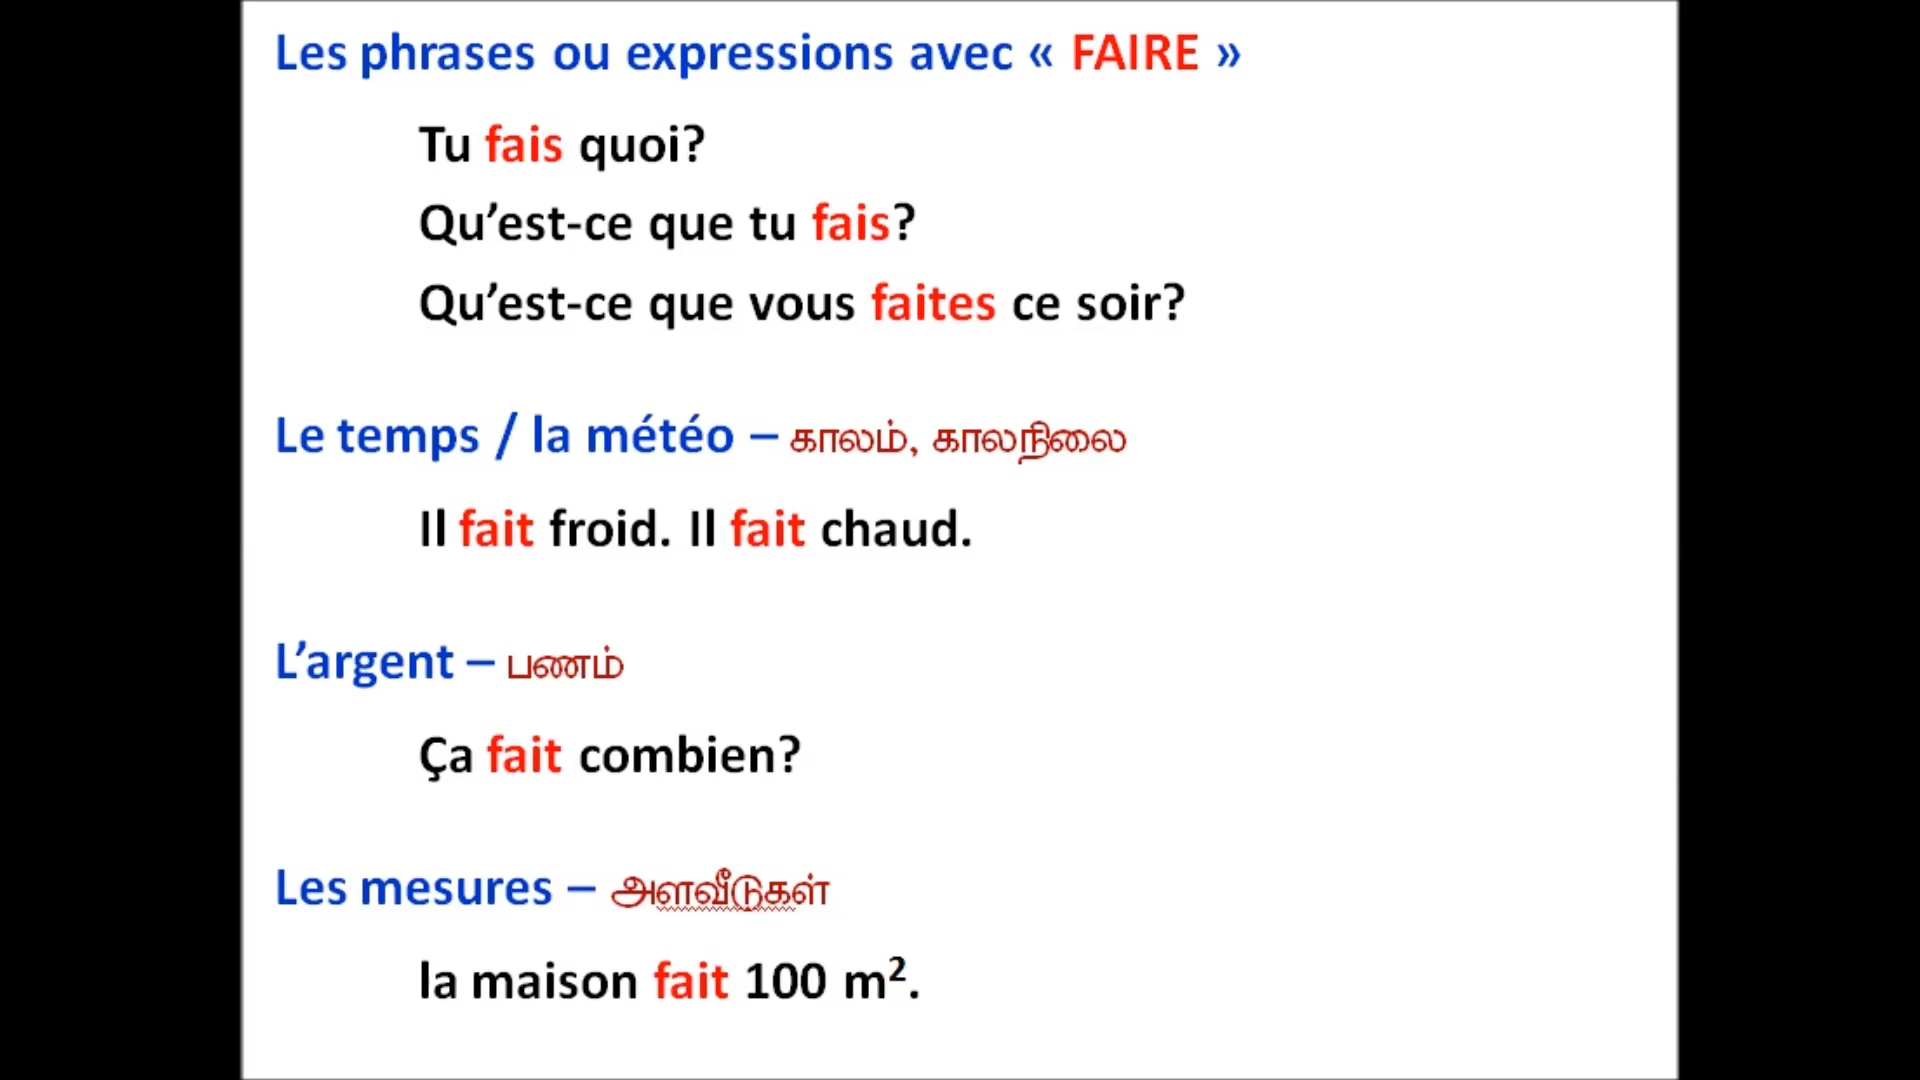 Les phrases ou expressions avec « FAIRE »
Tu fais quoi?
Qu’est-ce que tu fais?
Qu’est-ce que vous faites ce soir?
Le temps / la météo – காலம், காலநிலை
Il fait froid. Il fait chaud.
L’argent – பணம்
Ça fait combien?
Les mesures – அளவீடுகள்
la maison fait 100 m².